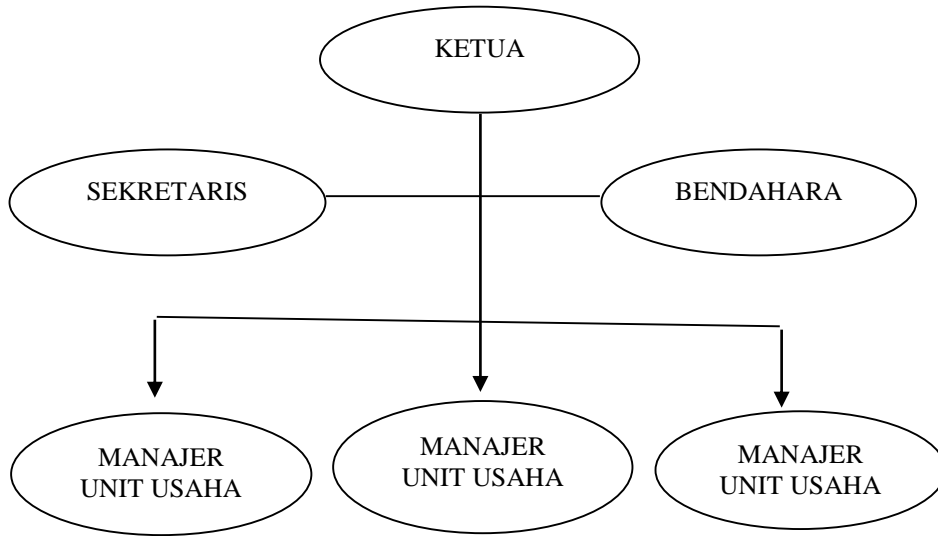 KETUA
SEKRETARIS
BENDAHARA
MANAJER
UNIT USAHA
MANAJER
UNIT USAHA
MANAJER
UNIT USAHA